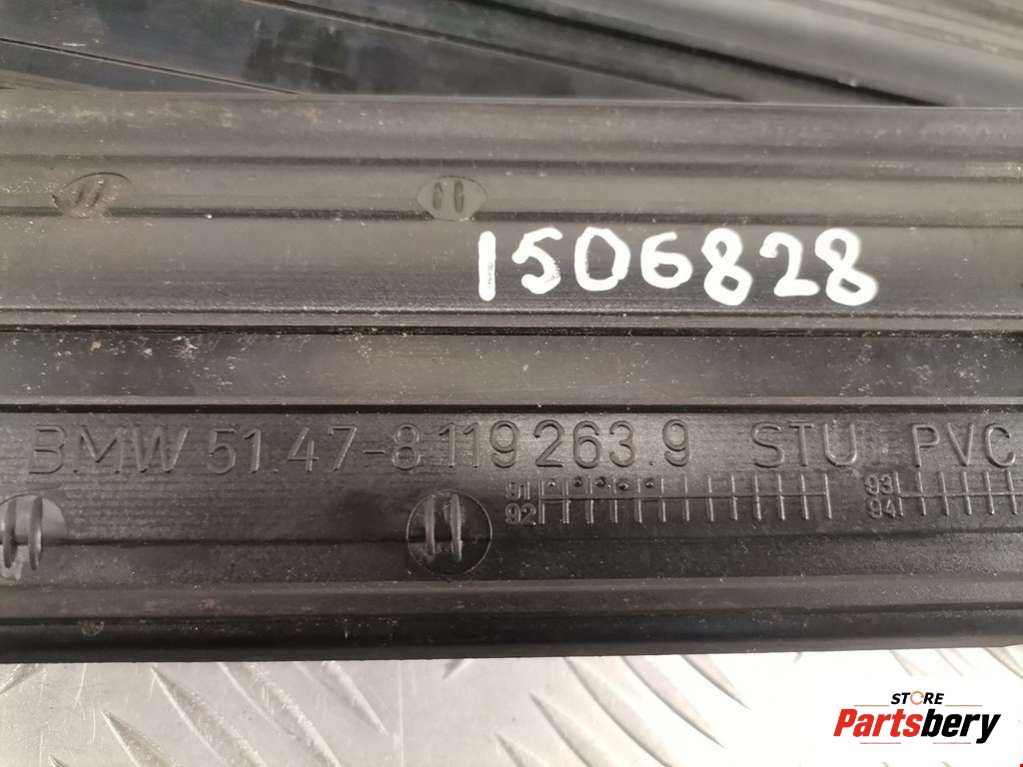 1506828
BMW 51.47-8 119 263.9 STU PVC
91 93
92 94
STORE
Partsbery